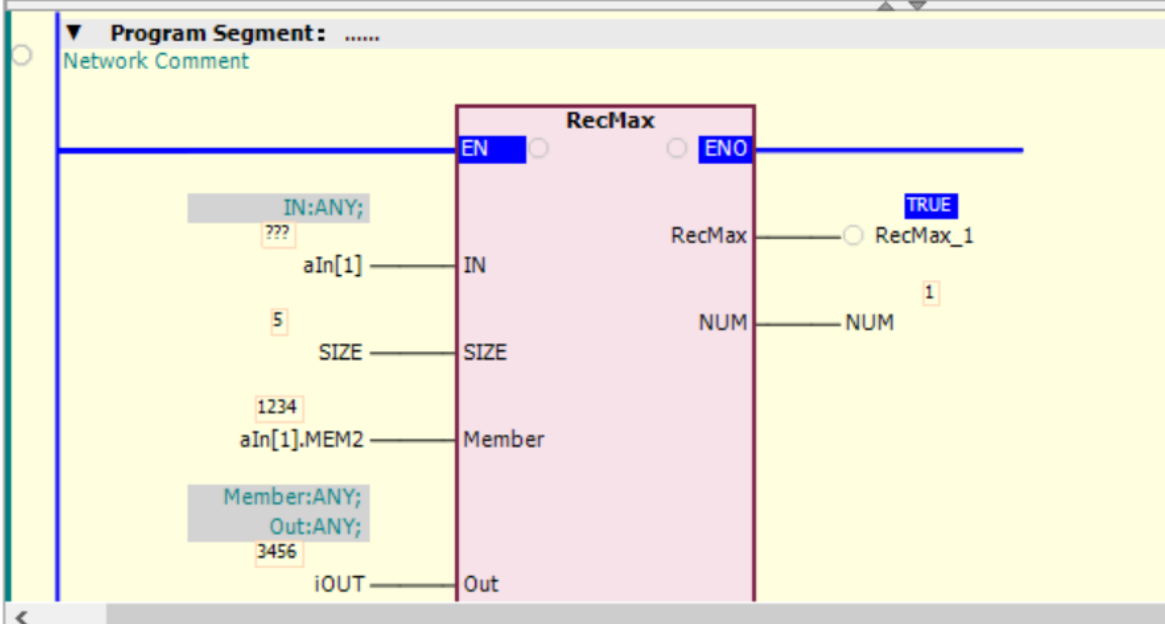 ▼ Program Segment: ......
Network Comment
RecMax
EN ENO
IN:ANY;
TRUE
???
RecMax RecMax_1
aIn[1] IN
1
5
NUM NUM
SIZE SIZE
1234
aIn[1].MEM2 Member
Member:ANY;
Out:ANY;
3456
iOUT Out